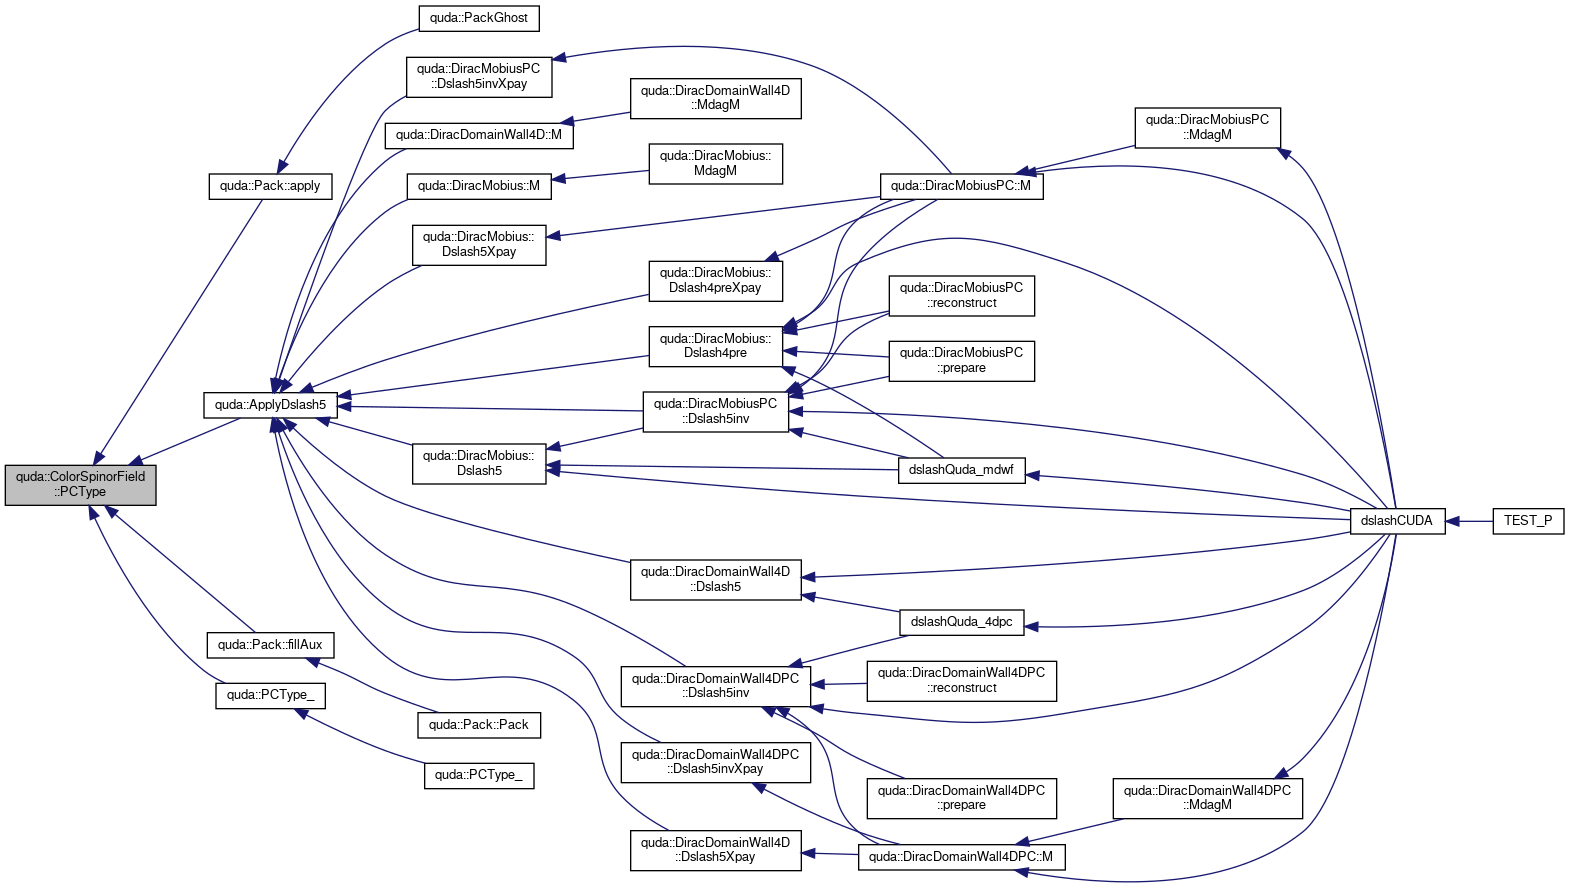 quda::ColorSpinorField
::PCType
quda::Pack::apply
quda::ApplyDslash5
quda::Pack::fillAux
quda::PCType_
quda::PackGhost
quda::DiracMobiusPC
::Dslash5invXpay
quda::DiracDomainWall4D::M
quda::DiracMobius::M
quda::DiracMobius::
Dslash5Xpay
quda::DiracMobius::
Dslash5
quda::Pack::Pack
quda::PCType_
quda::DiracDomainWall4D
::MdagM
quda::DiracMobius::
MdagM
quda::DiracMobius::
Dslash4preXpay
quda::DiracMobius::
Dslash4pre
quda::DiracMobiusPC
::Dslash5inv
quda::DiracDomainWall4D
::Dslash5
quda::DiracDomainWall4DPC
::Dslash5inv
quda::DiracDomainWall4DPC
::Dslash5invXpay
quda::DiracDomainWall4D
::Dslash5Xpay
quda::DiracMobiusPC::M
quda::DiracMobiusPC
::reconstruct
quda::DiracMobiusPC
::prepare
dslashQuda_mdwf
dslashQuda_4dpc
quda::DiracDomainWall4DPC
::reconstruct
quda::DiracDomainWall4DPC
::prepare
quda::DiracDomainWall4DPC::M
quda::DiracMobiusPC
::MdagM
quda::DiracDomainWall4DPC
::MdagM
dslashCUDA
TEST_P